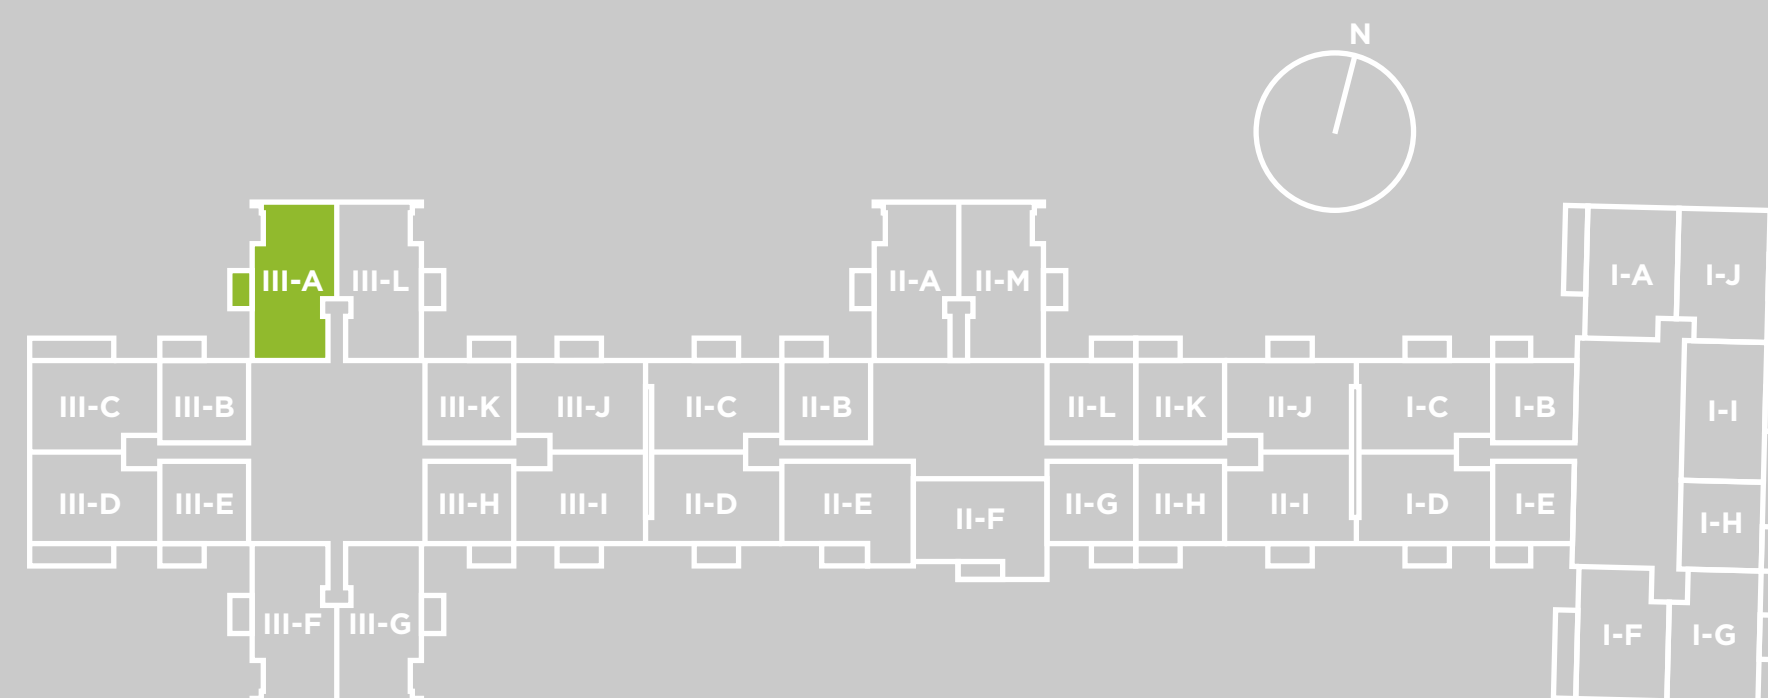 N
III-A III-L II-A II-M I-A I-J
III-C III-B III-K III-J II-C II-B II-L II-K II-J I-C I-B I-I
III-D III-E III-H III-I II-D II-E II-F II-G II-H II-I I-D I-E I-H
III-F III-G I-F I-G